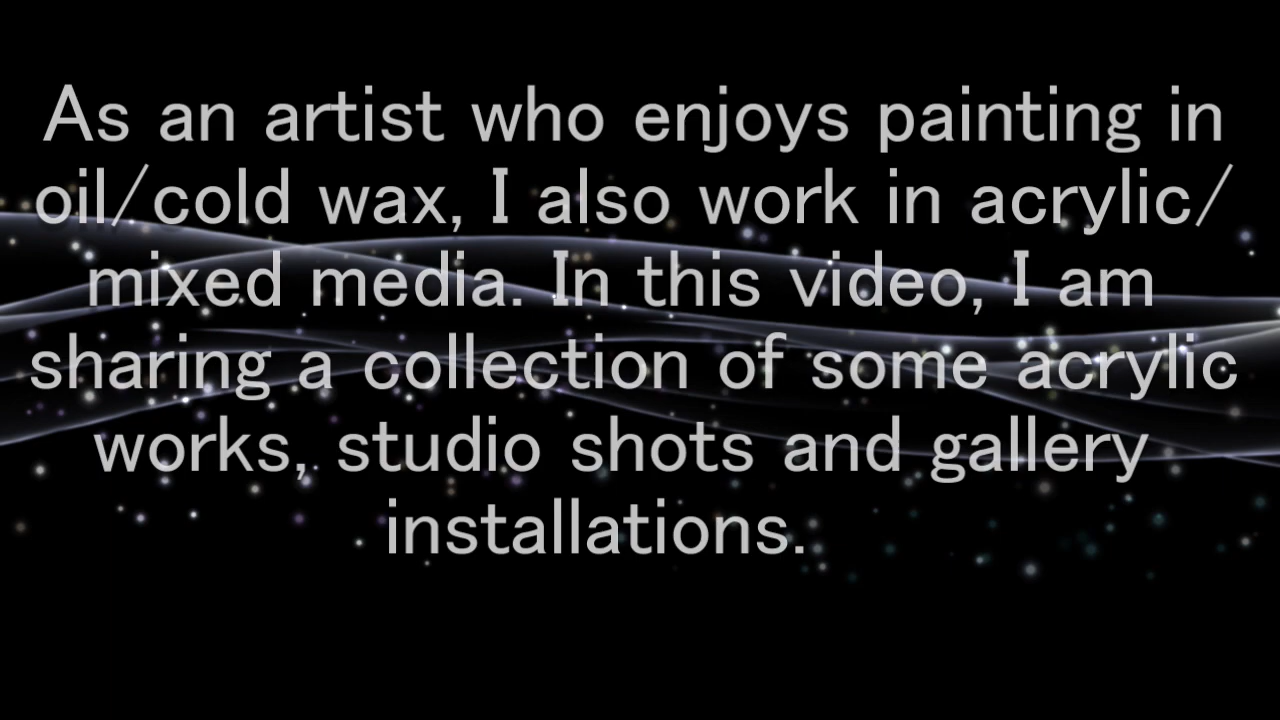 As an artist who enjoys painting in
oil/cold wax, I also work in acrylic/
mixed media. In this video, I am
sharing a collection of some acrylic
works, studio shots and gallery
installations.